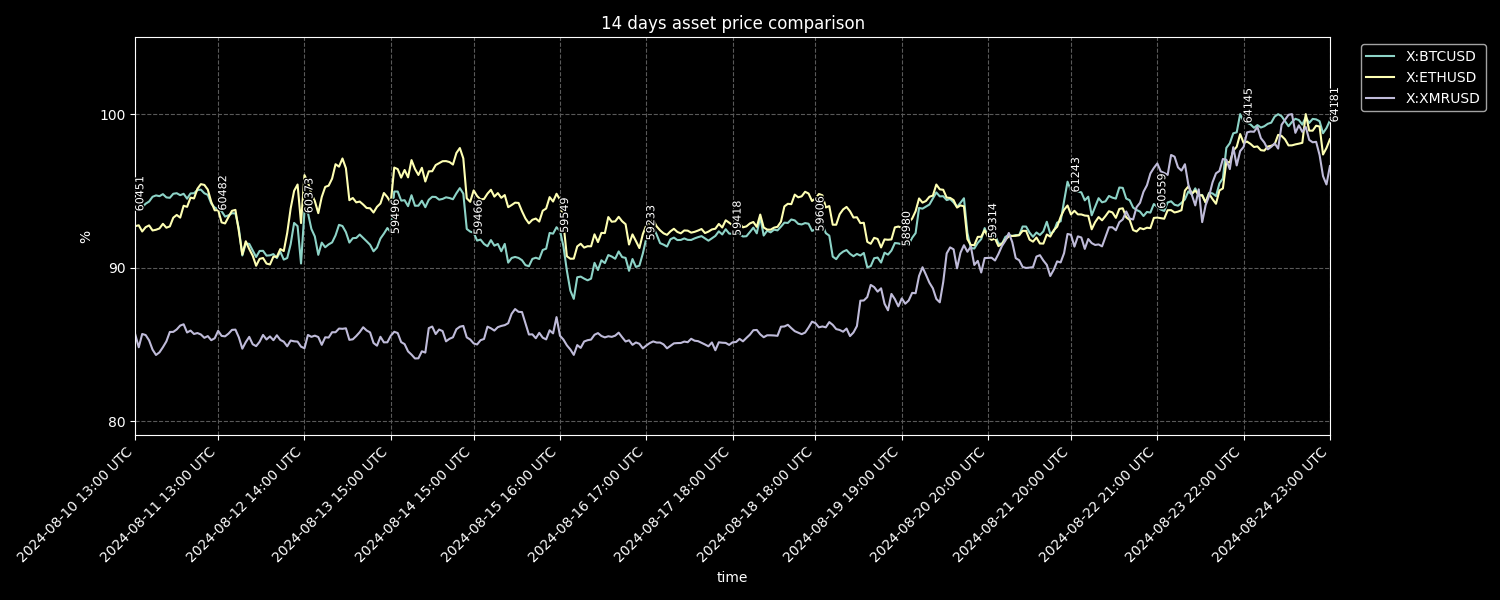 14 days asset price comparison
X:BTCUSD
X:ETHUSD
X:XMRUSD
%
100
90
80
60451
60482
60373
59496
59466
59549
59233
59418
59606
58980
59314
61243
60559
64145
64181
2024-08-10 13:00 UTC
2024-08-11 13:00 UTC
2024-08-12 14:00 UTC
2024-08-13 15:00 UTC
2024-08-14 15:00 UTC
2024-08-15 16:00 UTC
2024-08-16 17:00 UTC
2024-08-17 18:00 UTC
2024-08-18 18:00 UTC
2024-08-19 19:00 UTC
2024-08-20 20:00 UTC
2024-08-21 20:00 UTC
2024-08-22 21:00 UTC
2024-08-23 22:00 UTC
2024-08-24 23:00 UTC
time